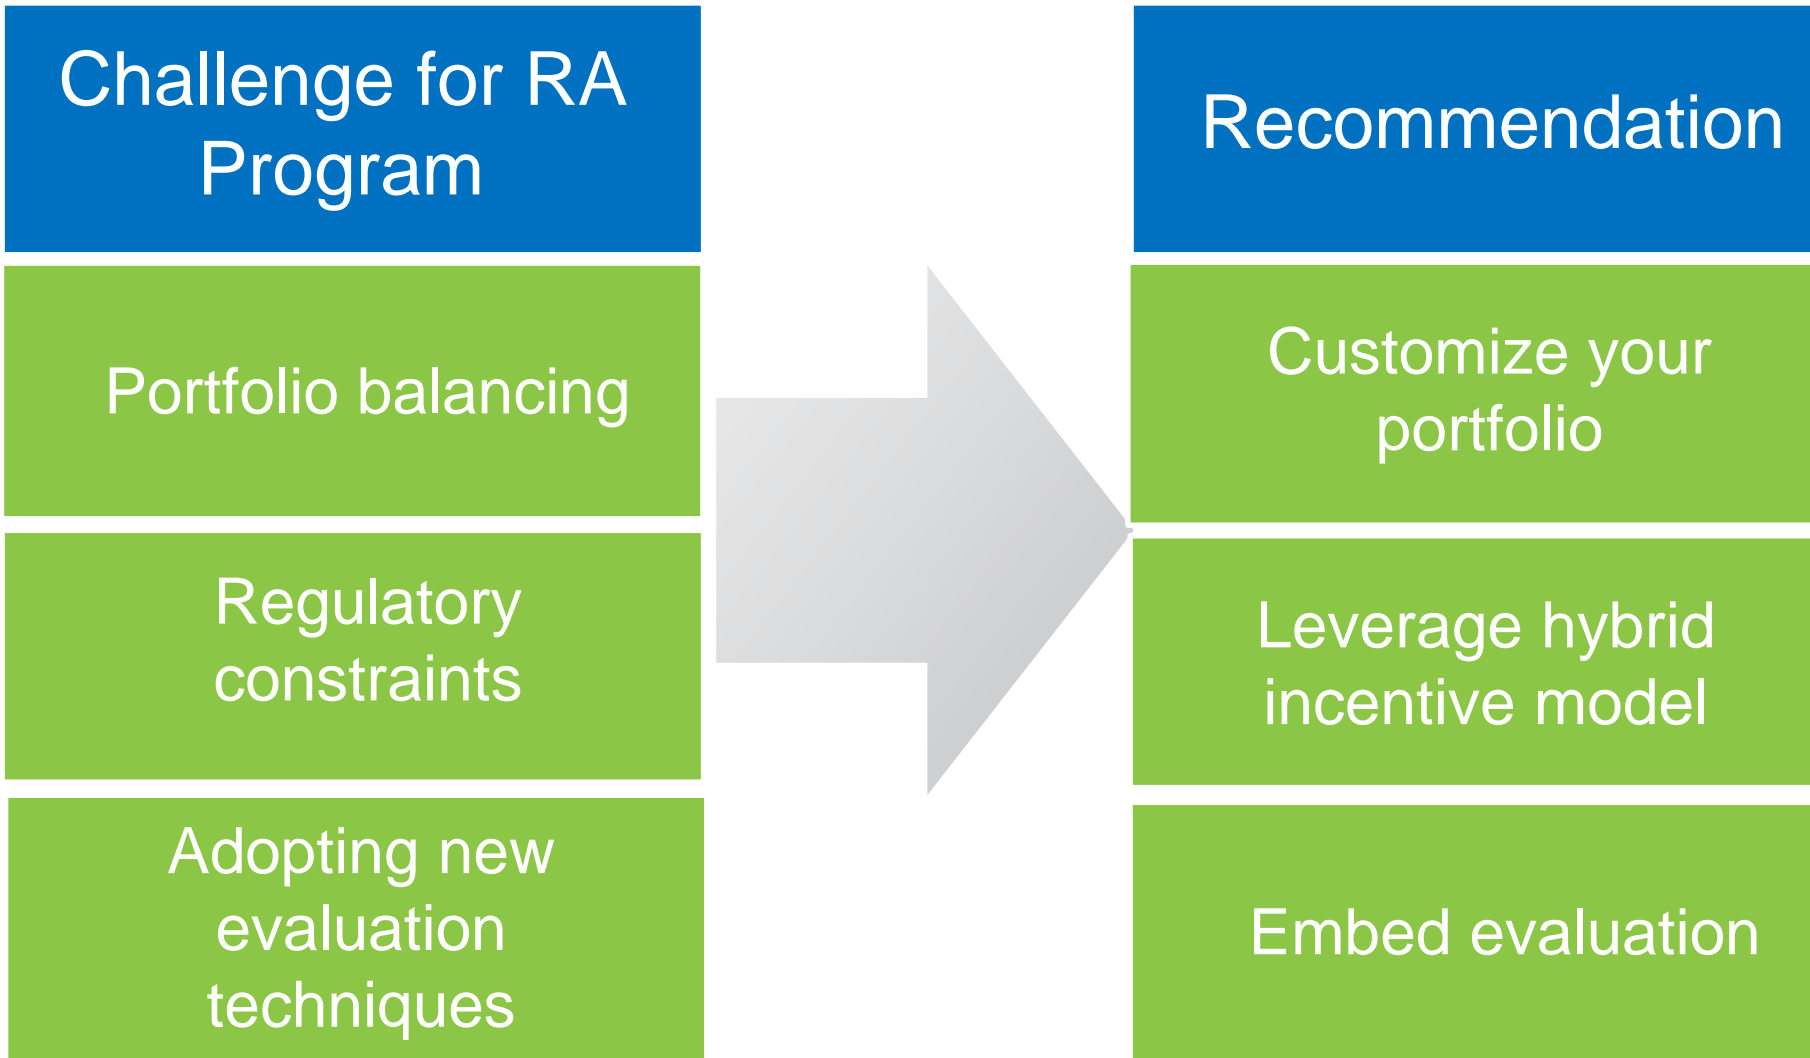 Challenge for RA
Program
Recommendation
Portfolio balancing
Customize your
portfolio
Regulatory
constraints
Leverage hybrid
incentive model
Adopting new
evaluation
techniques
Embed evaluation